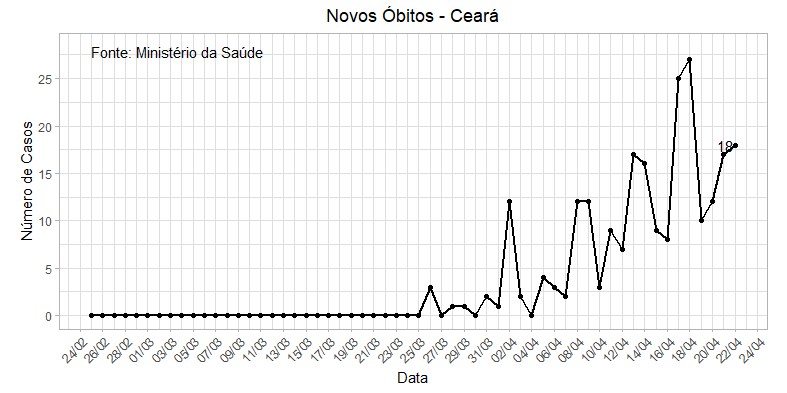 Novos Óbitos - Ceará
Fonte: Ministério da Saúde
Número de Casos
25
20
15
10
5
0
18
24/02 26/02 28/02 01/03 03/03 05/03 07/03 09/03 11/03 13/03 15/03 17/03 19/03 21/03 23/03 25/03 27/03 29/03 31/03 02/04 04/04 06/04 08/04 10/04 12/04 14/04 16/04 18/04 20/04 22/04 24/04
Data